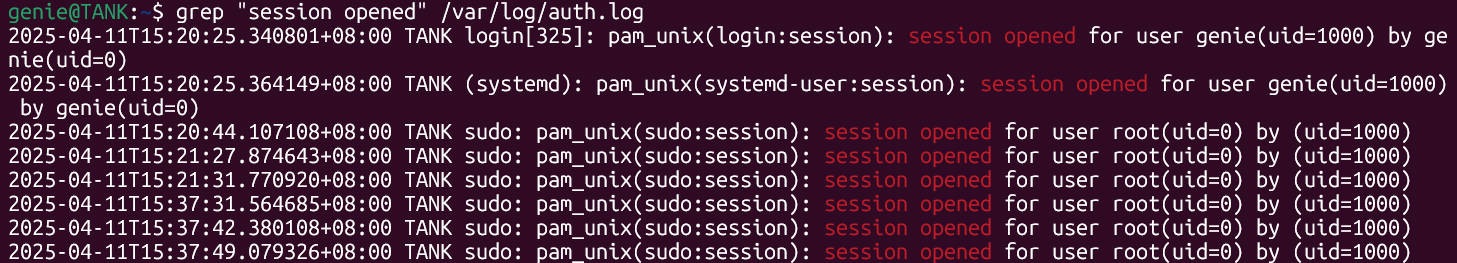 genie@TANK:~$ grep "session opened" /var/log/auth.log
2025-04-11T15:20:25.340801+08:00 TANK login[325]: pam_unix(login:session): session opened for user genie(uid=1000) by ge
nie(uid=0)
2025-04-11T15:20:25.364149+08:00 TANK (systemd): pam_unix(systemd-user:session): session opened for user genie(uid=1000)
 by genie(uid=0)
2025-04-11T15:20:44.107108+08:00 TANK sudo: pam_unix(sudo:session): session opened for user root(uid=0) by (uid=1000)
2025-04-11T15:21:27.874643+08:00 TANK sudo: pam_unix(sudo:session): session opened for user root(uid=0) by (uid=1000)
2025-04-11T15:21:31.770920+08:00 TANK sudo: pam_unix(sudo:session): session opened for user root(uid=0) by (uid=1000)
2025-04-11T15:37:31.564685+08:00 TANK sudo: pam_unix(sudo:session): session opened for user root(uid=0) by (uid=1000)
2025-04-11T15:37:42.380108+08:00 TANK sudo: pam_unix(sudo:session): session opened for user root(uid=0) by (uid=1000)
2025-04-11T15:37:49.079326+08:00 TANK sudo: pam_unix(sudo:session): session opened for user root(uid=0) by (uid=1000)